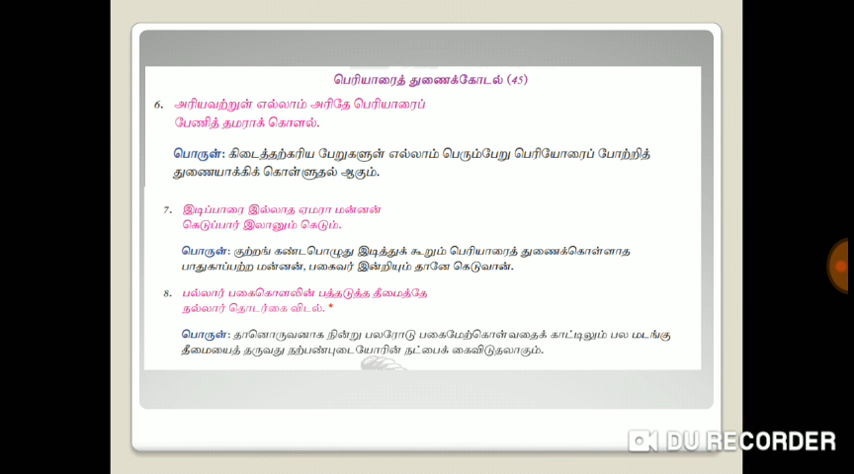 பெரியாரைத் துணைக்கோடல் (45)
6. அரியவற்றுள் எல்லாம் அரிதே பெரியாரைப்
பேணித் தமராக் கொளல்.
பொருள்: கிடைத்தற்கரிய பேறுகளுள் எல்லாம் பெரும்பேறு பெரியோரைப் போற்றித்
துணையாக்கிக் கொள்ளுதல் ஆகும்.
7. இடிப்பாரை இல்லாத ஏமரா மன்னன்
கெடுப்பார் இலானும் கெடும்.
பொருள்: குற்றங் கண்டபொழுது இடித்துக் கூறும் பெரியாரைத் துணைக்கொள்ளாத
பாதுகாப்பற்ற மன்னன், பகைவர் இன்றியும் தானே கெடுவான்.
8. பல்லார் பகைகொளலின் பத்தடுத்த தீமைத்தே
நல்லார் தொடர்கை விடல். *
பொருள்: தானொருவனாக நின்று பலரோடு பகைமேற்கொள்வதைக் காட்டிலும் பல மடங்கு
தீமையைத் தருவது நற்பண்புடையோரின் நட்பைக் கைவிடுதலாகும்.
DU RECORDER